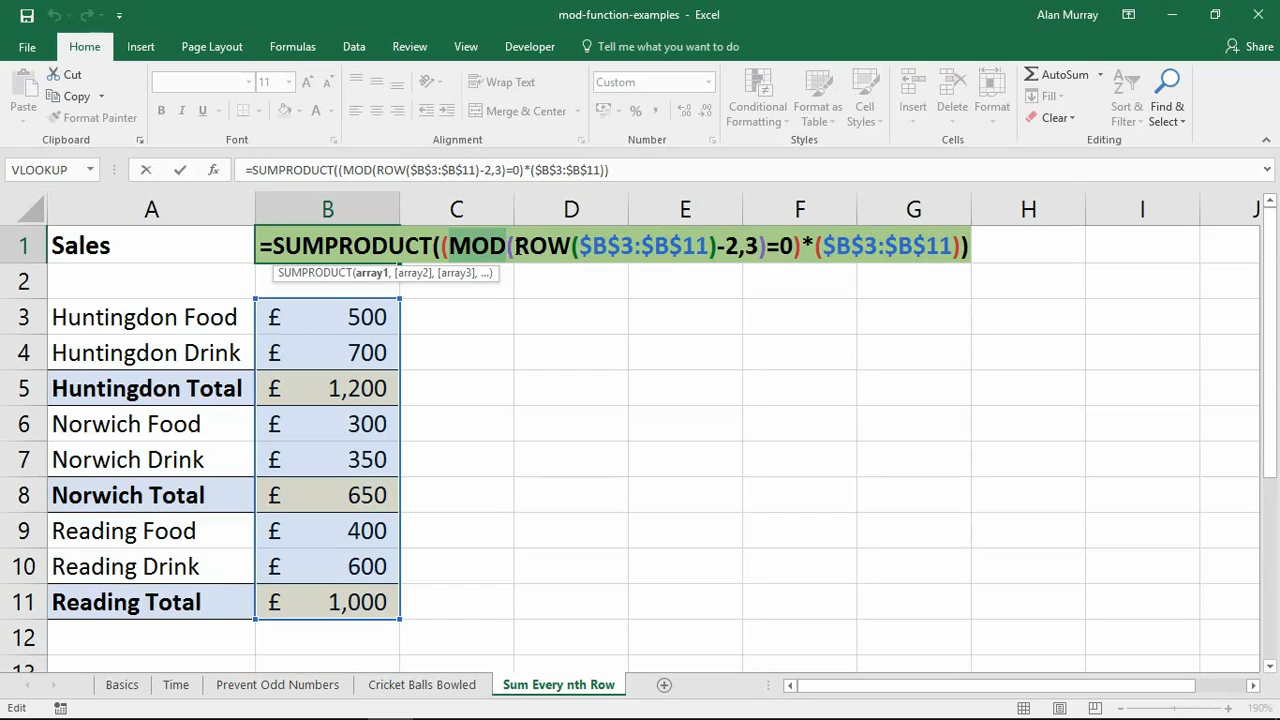 mod-function-examples - Excel
Alan Murray
File Home Insert Page Layout Formulas Data Review View Developer Tell me what you want to do Share
Paste
Cut
Copy
Format Painter
Clipboard
11
A A
B I U A
Font
Wrap Text
Merge & Center
Alignment
Custom
%
Number
Conditional Formatting
Format as Table
Cell Styles
Styles
Insert Delete Format
Cells
AutoSum
Fill
Clear
Sort & Filter
Find & Select
Editing
VLOOKUP fx =SUMPRODUCT((MOD(ROW($B$3:$B$11)-2,3)=0)*($B$3:$B$11))
A B C D E F G H J
1 Sales =SUMPRODUCT((MOD(ROW($B$3:$B$11)-2,3)=0)*($B$3:$B$11))
SUMPRODUCT(array1, [array2], [array3], ...)
2
3 Huntingdon Food £ 500
4 Huntingdon Drink £ 700
5 Huntingdon Total £ 1,200
6 Norwich Food £ 300
7 Norwich Drink £ 350
8 Norwich Total £ 650
9 Reading Food £ 400
10 Reading Drink £ 600
11 Reading Total £ 1,000
12
13
Basics Time Prevent Odd Numbers Cricket Balls Bowled Sum Every nth Row
Edit
190%